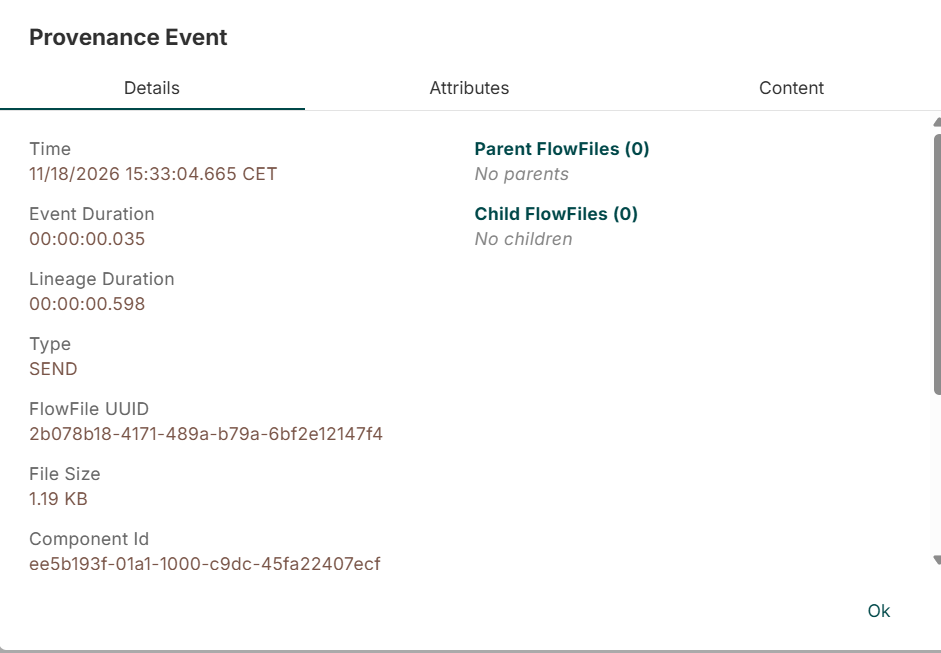 Provenance Event
Details
Attributes
Content
Time
11/18/2026 15:33:04.665 CET
Event Duration
00:00:00.035
Lineage Duration
00:00:00.598
Type
SEND
FlowFile UUID
2b078b18-4171-489a-b79a-6bf2e12147f4
File Size
1.19 KB
Component Id
ee5b193f-01a1-1000-c9dc-45fa22407ecf
Parent FlowFiles (0)
No parents
Child FlowFiles (0)
No children
Ok